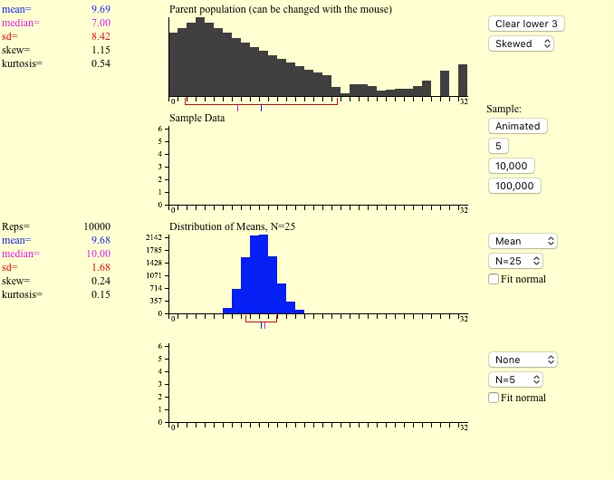 mean= 9.69
median= 7.00
sd= 8.42
skew= 1.15
kurtosis= 0.54
Parent population (can be changed with the mouse)
0 32
Clear lower 3
Skewed
Sample:
Animated
5
10,000
100,000
Sample Data
6
5
4
3
2
1
0
0 32
Reps= 10000
mean= 9.68
median= 10.00
sd= 1.68
skew= 0.24
kurtosis= 0.15
Distribution of Means, N=25
2142
1785
1428
1071
714
357
0
0 32
Mean
N=25
Fit normal
6
5
4
3
2
1
0
0 32
None
N=5
Fit normal